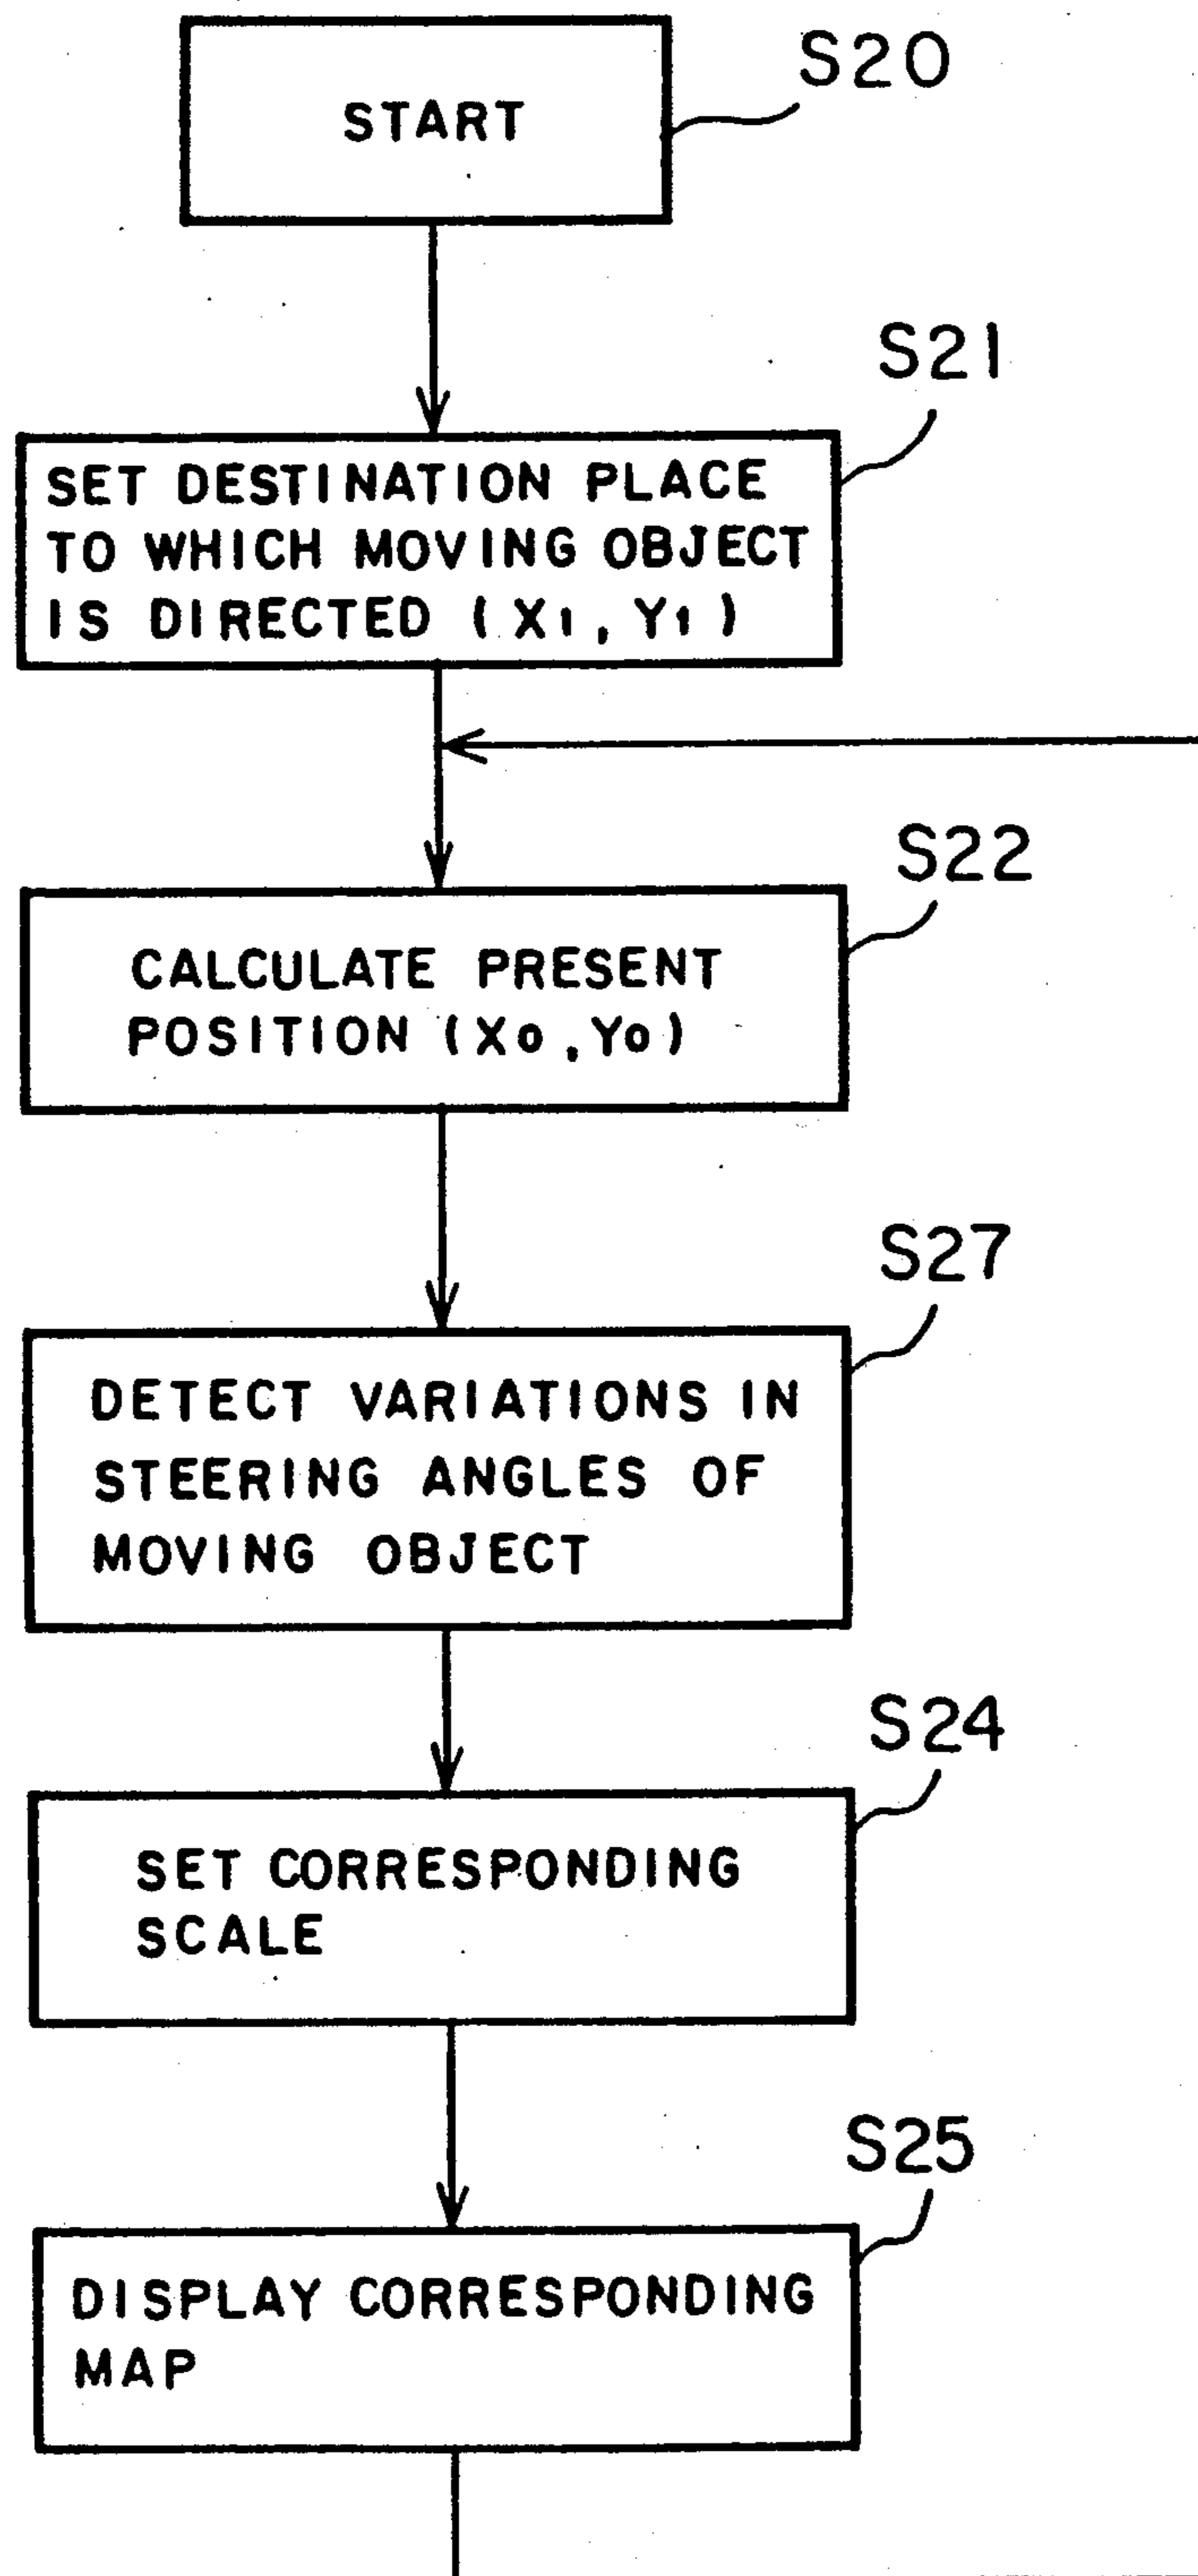 S20
START
S21
SET DESTINATION PLACE
TO WHICH MOVING OBJECT
IS DIRECTED (X1, Y1)
S22
CALCULATE PRESENT
POSITION (X0, Y0)
S27
DETECT VARIATIONS IN
STEERING ANGLES OF
MOVING OBJECT
S24
SET CORRESPONDING
SCALE
S25
DISPLAY CORRESPONDING
MAP